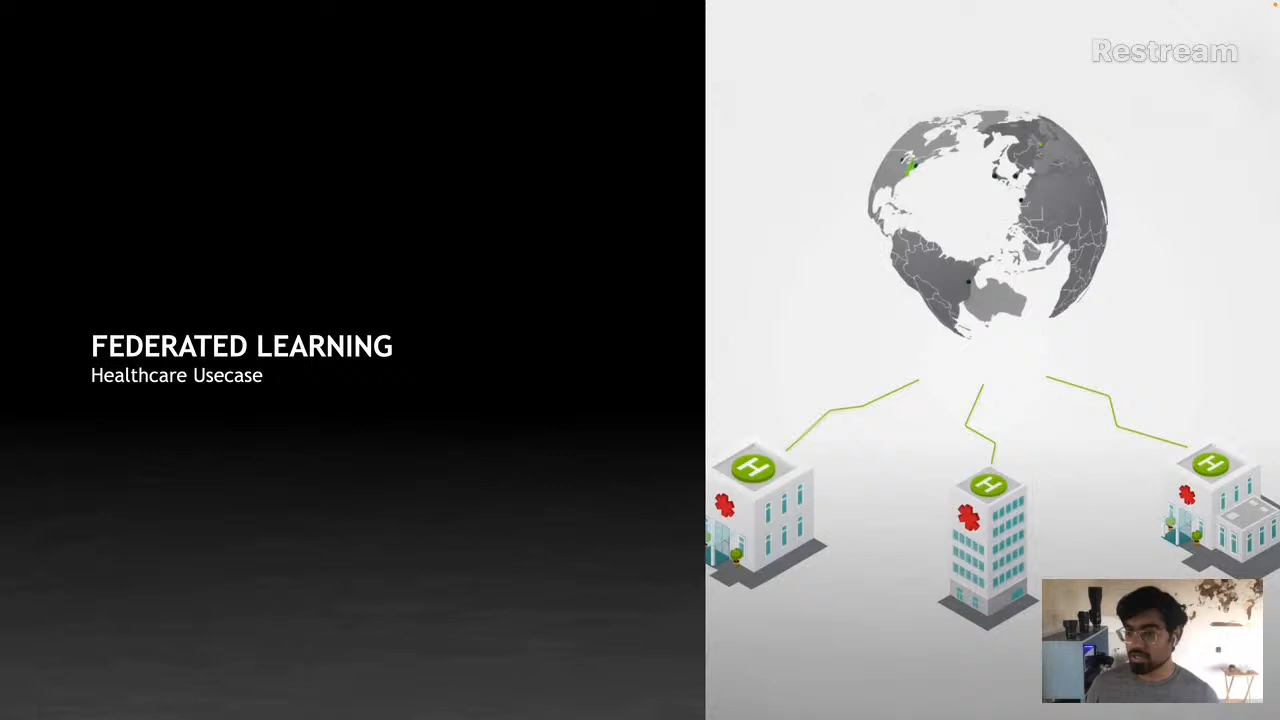 Restream
FEDERATED LEARNING
Healthcare Usecase
H
H
H